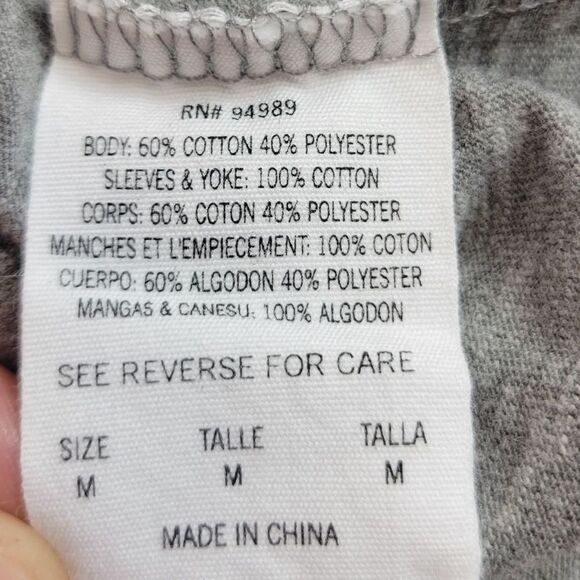 RN# 94989
BODY: 60% COTTON 40% POLYESTER
SLEEVES & YOKE: 100% COTTON
CORPS: 60% COTON 40% POLYESTER
MANCHES ET L'EMPIECEMENT: 100% COTON
CUERPO: 60% ALGODON 40% POLYESTER
MANGAS & CANESU: 100% ALGODON
SEE REVERSE FOR CARE
SIZE TALLE TALLA
M M M
MADE IN CHINA